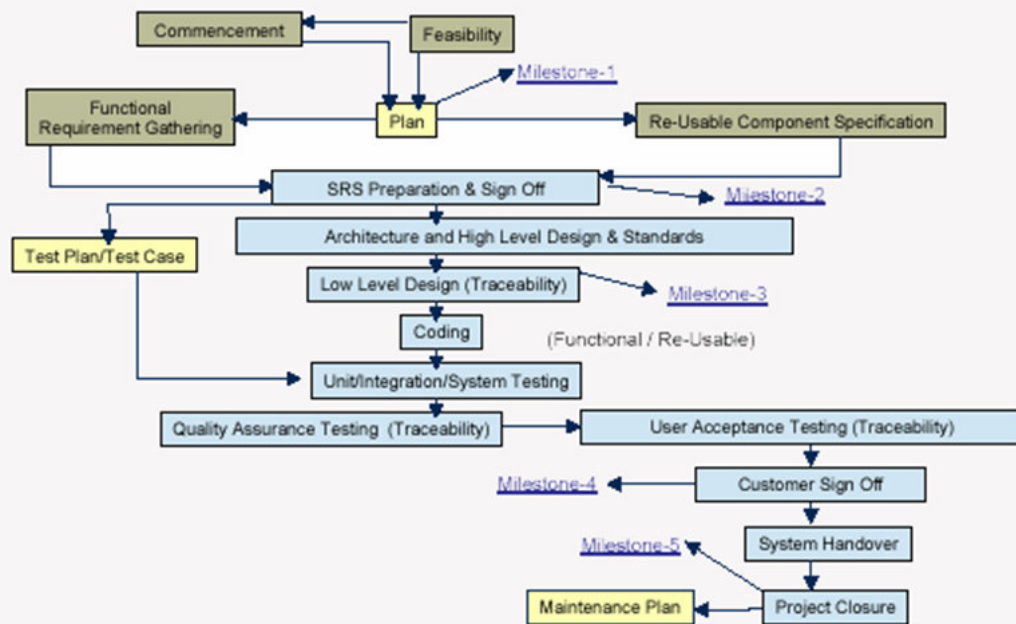 Commencement
Feasibility
Milestone-1
Functional
Requirement Gathering
Plan
Re-Usable Component Specification
SRS Preparation & Sign Off
Milestone-2
Architecture and High Level Design & Standards
Test Plan/Test Case
Low Level Design (Traceability)
Milestone-3
Coding
(Functional / Re-Usable)
Unit/Integration/System Testing
Quality Assurance Testing (Traceability)
User Acceptance Testing (Traceability)
Milestone-4
Customer Sign Off
Milestone-5
System Handover
Maintenance Plan
Project Closure